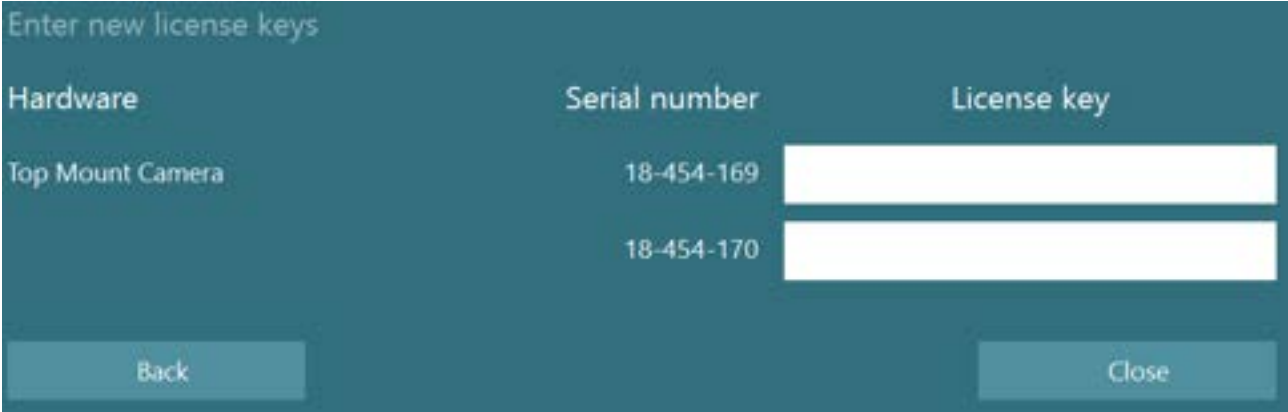 Enter new license keys
Hardware Serial number License key
Top Mount Camera 18-454-169
18-454-170
Back Close